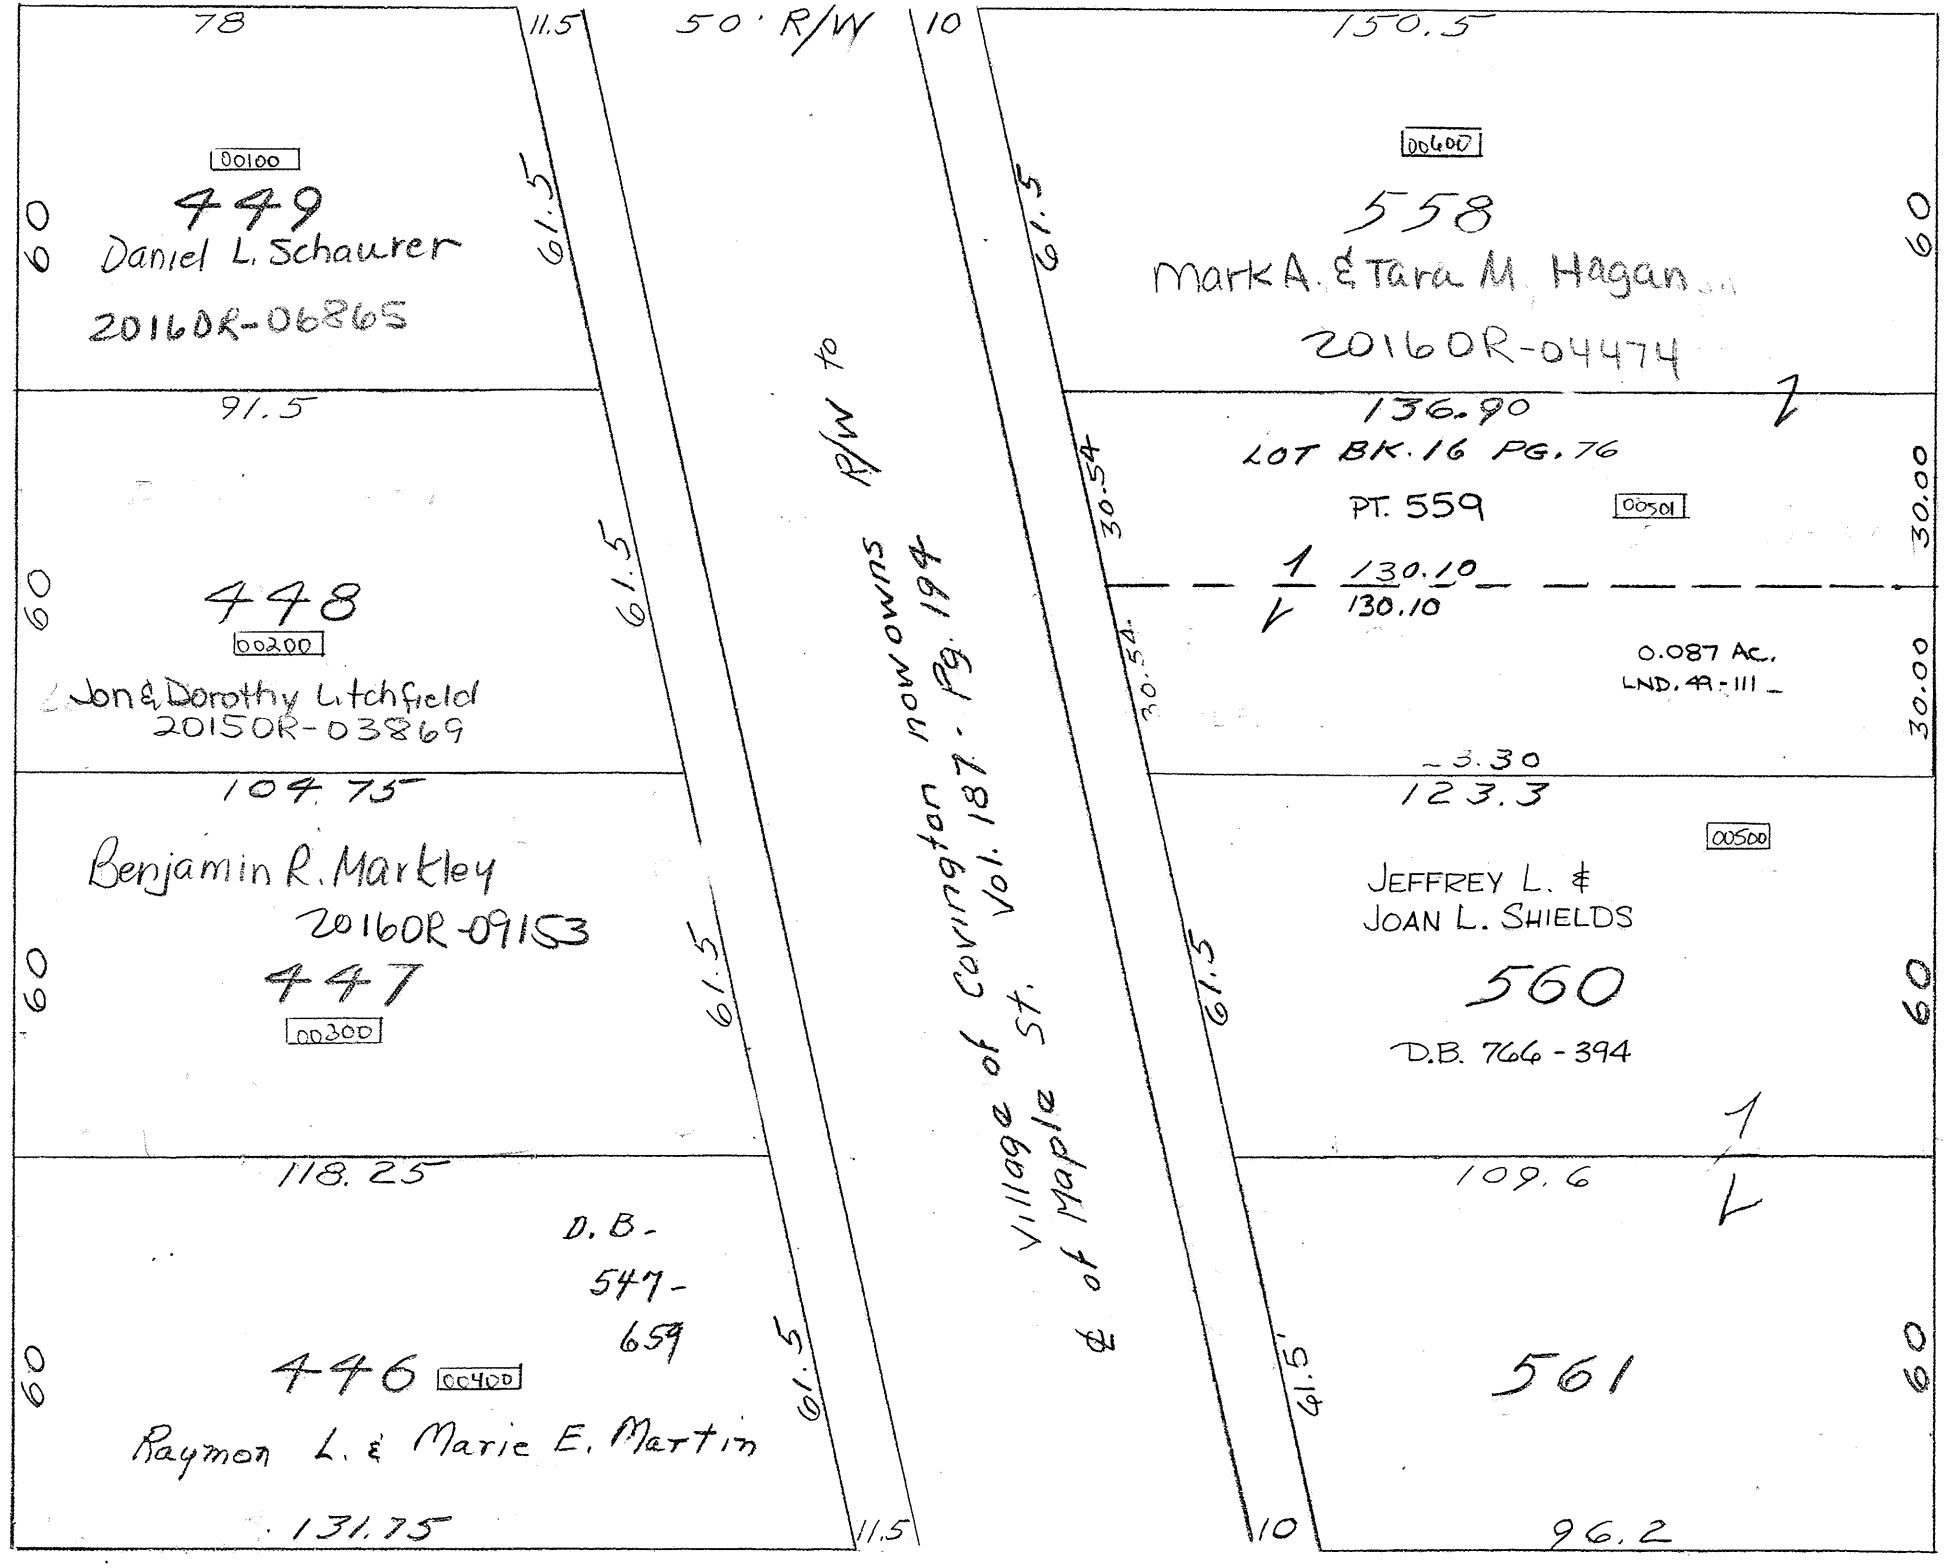 78
11.5
50' R/W
10
150.5
00100
449
Daniel L. Schaurer
2016OR-06865
60
61.5
91.5
60
61.5
448
00200
Jon & Dorothy Litchfield
2015OR-03869
104.75
Benjamin R. Markley
2016OR-09153
447
00300
60
61.5
118.25
D.B-
547-
659
446 00400
60
61.5
Raymon L. & Marie E. Martin
131.75
11.5
Village of Covington now owns R/W to
℄ of Maple St. Vol. 187 - Pg. 194
61.5
00600
558
Mark A. & Tara M. Hagan
2016OR-04474
60
136.90
LOT BK. 16 PG. 76
PT. 559
00501
30.54
30.00
130.10
130.10
0.087 AC.
LND. 49-111
30.54
30.00
3.30
123.3
00500
JEFFREY L. &
JOAN L. SHIELDS
560
D.B. 766-394
61.5
60
109.6
561
61.5'
60
10
96.2